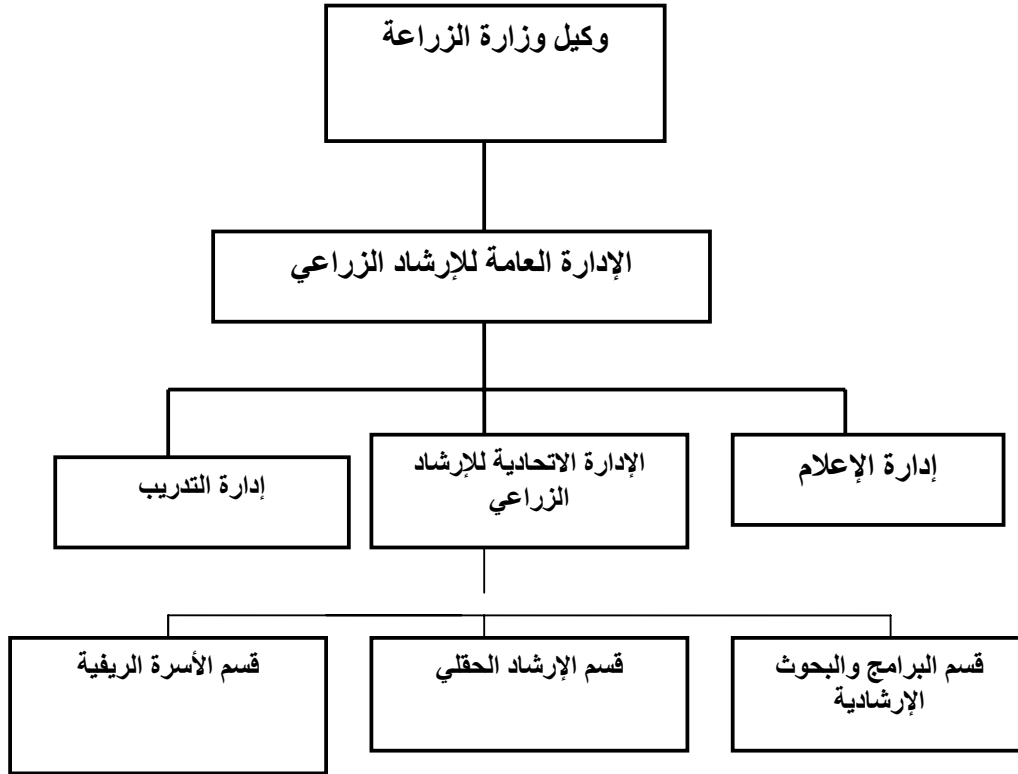 وكيل وزارة الزراعة
الإدارة العامة للإرشاد الزراعي
إدارة الإعلام
الإدارة الاتحادية للإرشاد
الزراعي
إدارة التدريب
قسم البرامج والبحوث
الإرشادية
قسم الإرشاد الحقلي
قسم الأسرة الريفية